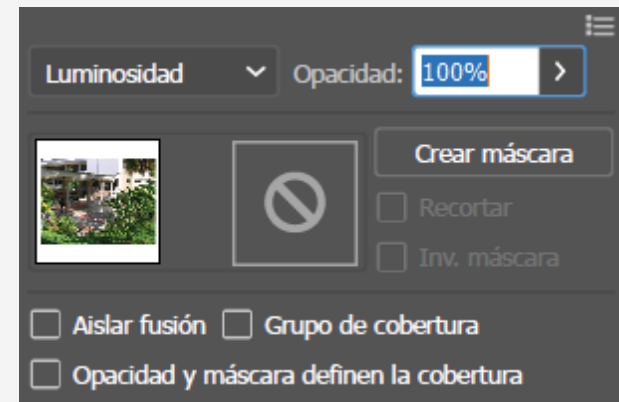 Luminosidad Opacidad: 100%
Crear máscara
Recortar
Inv. máscara
Aislar fusión Grupo de cobertura
Opacidad y máscara definen la cobertura